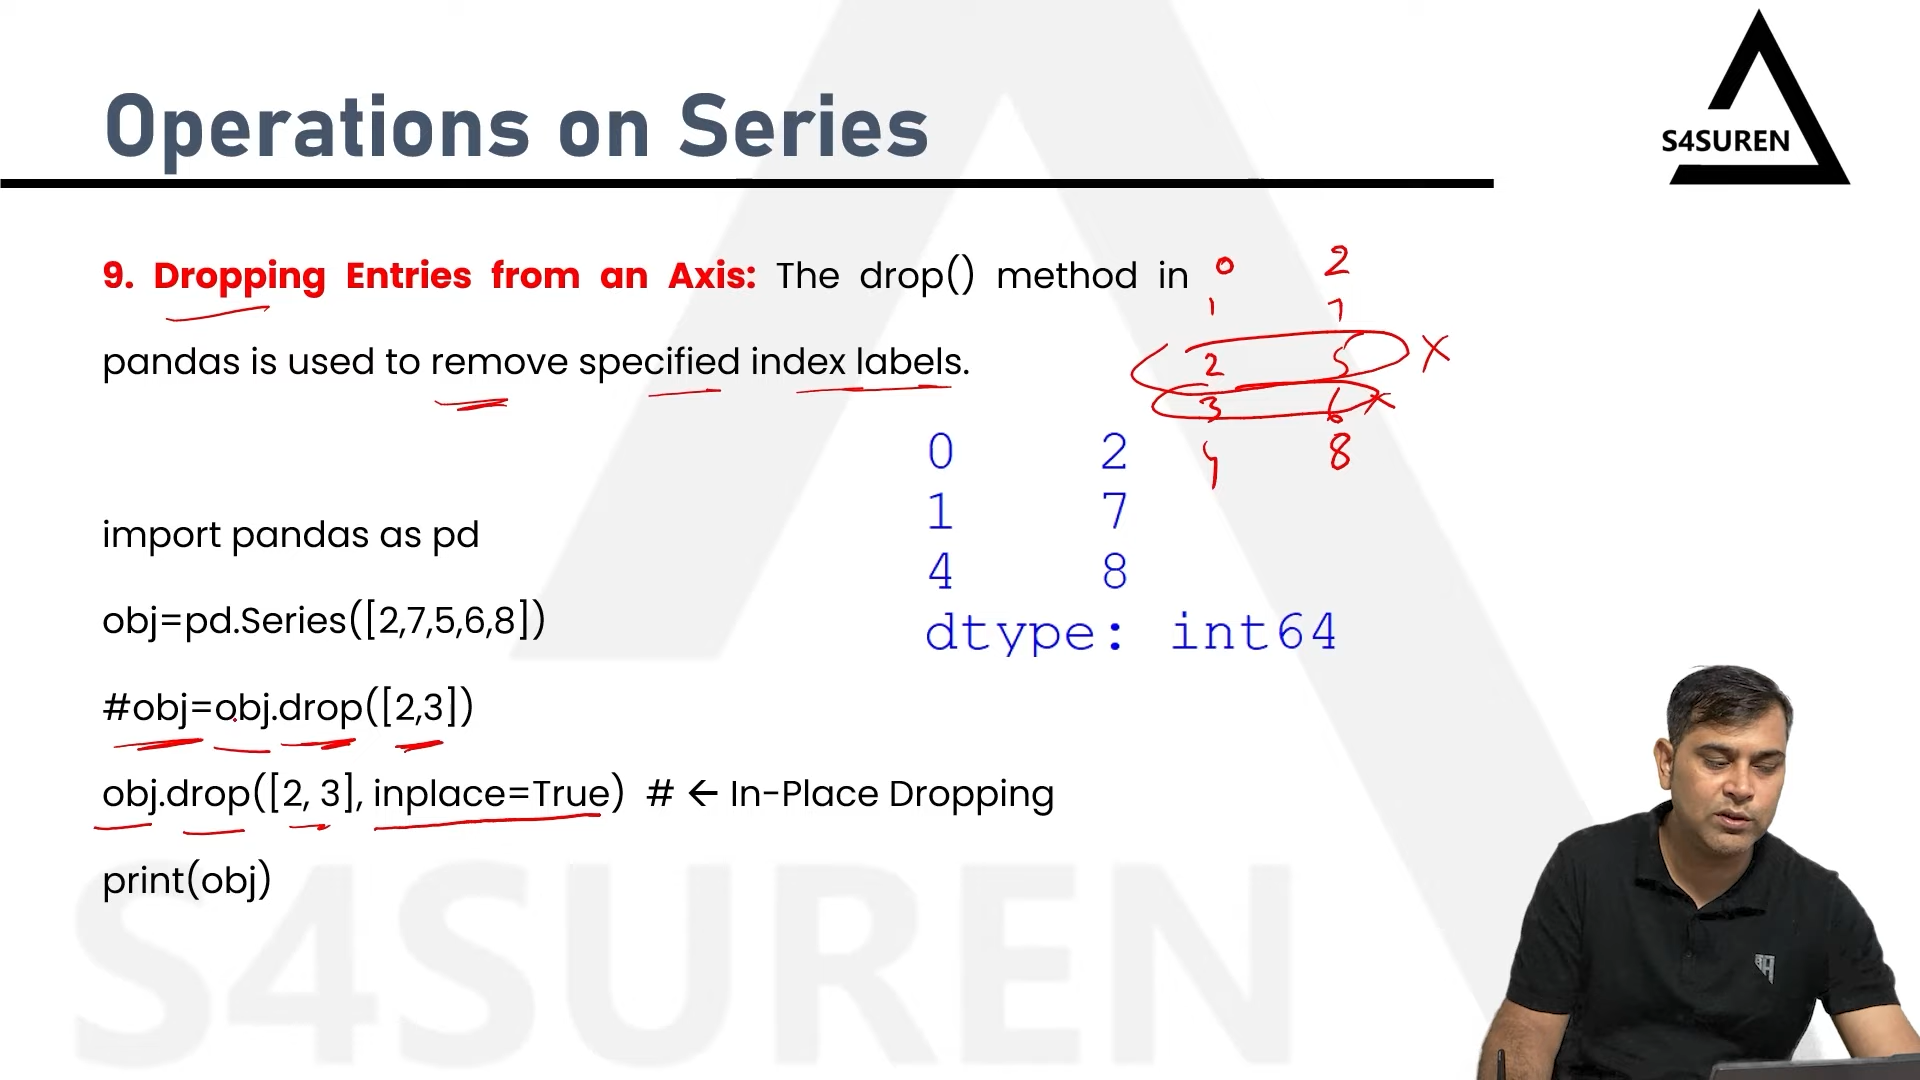 Operations on Series
S4SUREN
9. Dropping Entries from an Axis: The drop() method in
pandas is used to remove specified index labels.
0 2
1 7
2 5 X
3 6 X
4 8
0 2
1 7
4 8
dtype: int64
import pandas as pd
obj=pd.Series([2,7,5,6,8])
#obj=obj.drop([2,3])
obj.drop([2, 3], inplace=True) # ← In-Place Dropping
print(obj)
S4SUREN